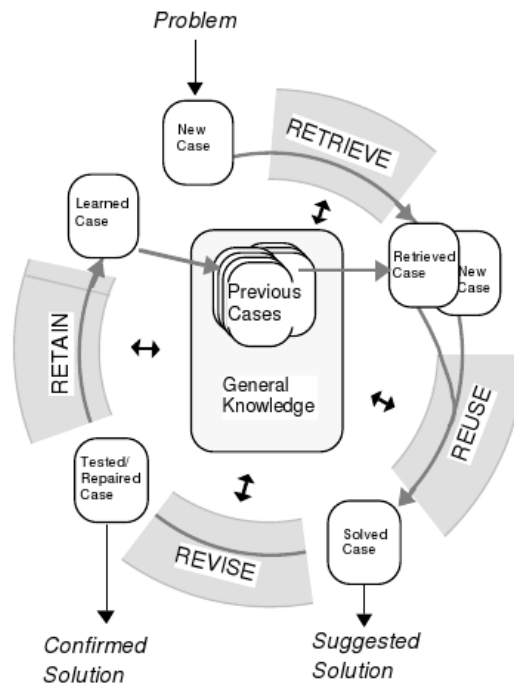 Problem
New
Case
RETRIEVE
Learned
Case
Retrieved
Case
New
Case
Previous
Cases
General
Knowledge
RETAIN
REUSE
Tested/
Repaired
Case
REVISE
Solved
Case
Confirmed
Solution
Suggested
Solution